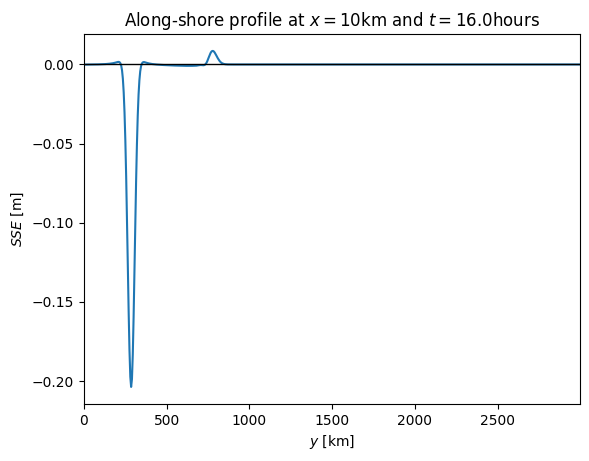 Along-shore profile at x = 10km and t = 16.0hours
0.00
−0.05
−0.10
−0.15
−0.20
SSE [m]
0 500 1000 1500 2000 2500
y [km]